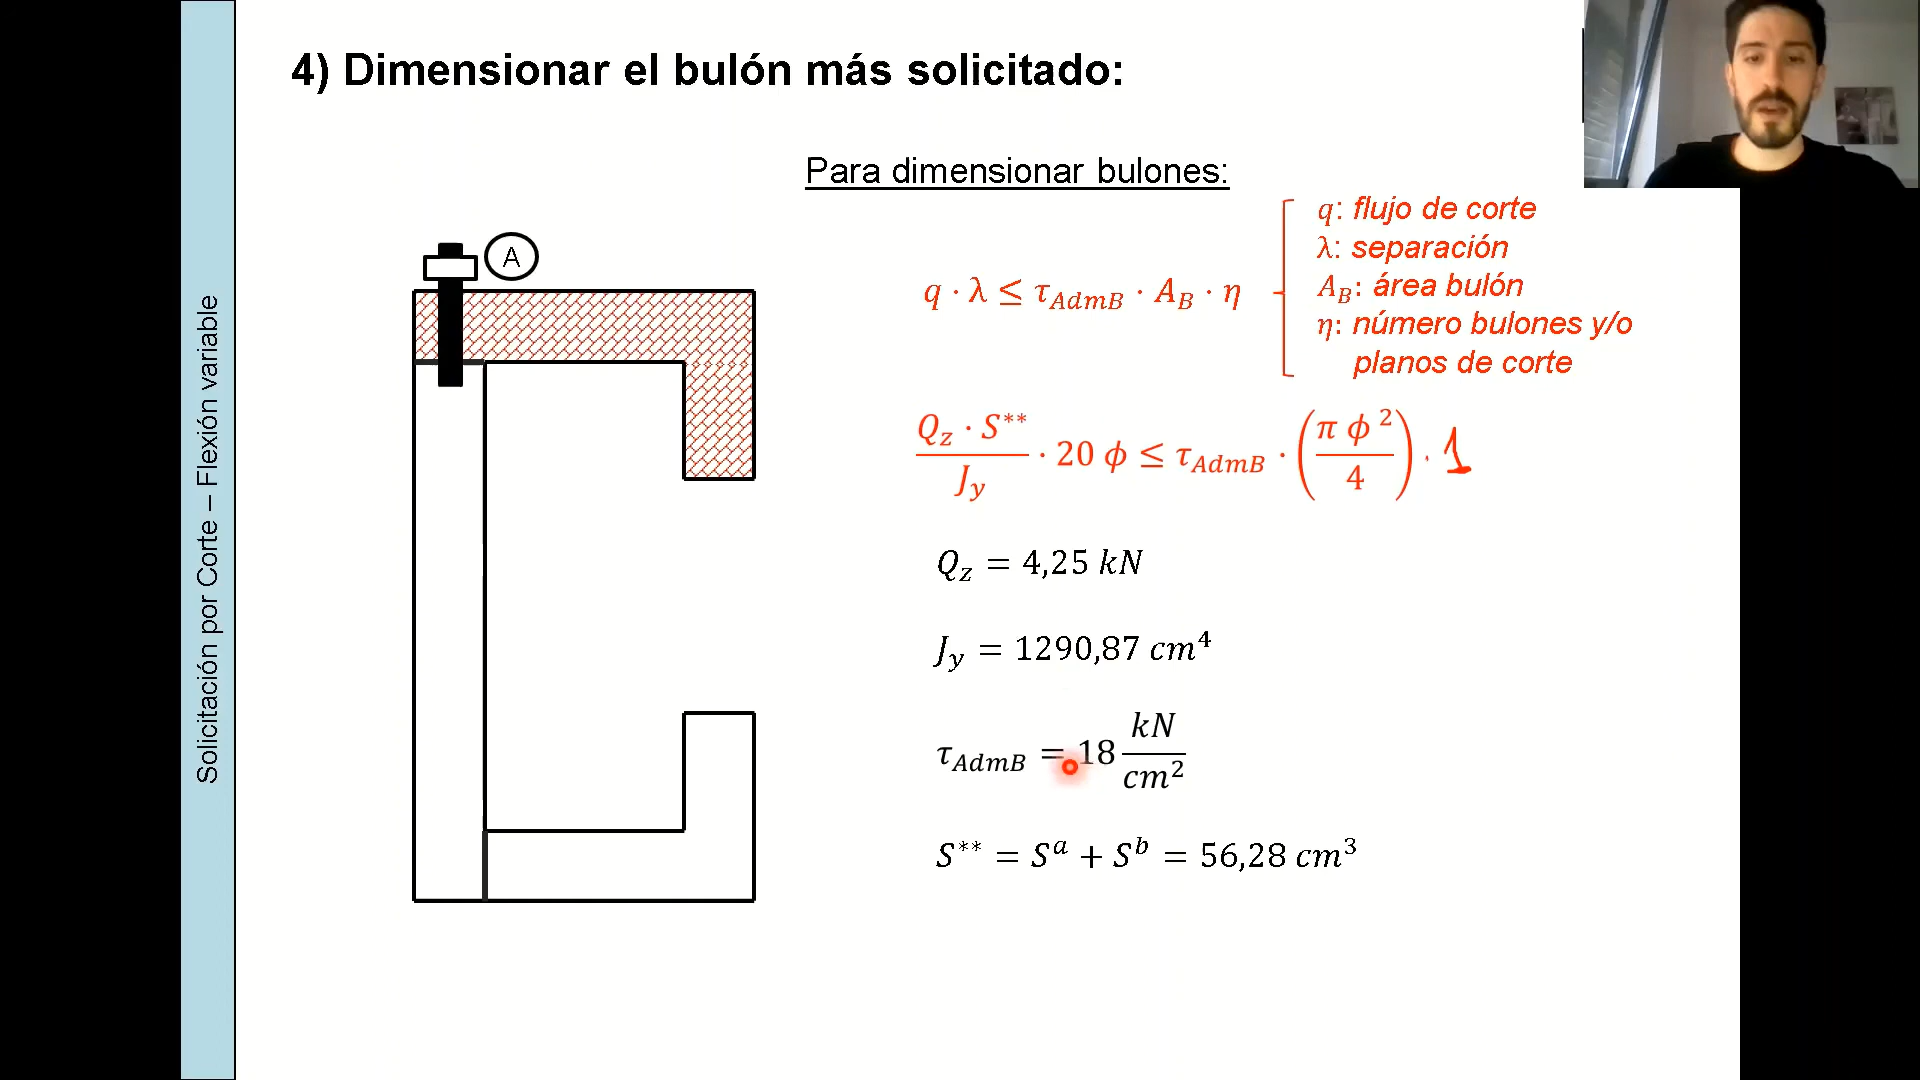 4) Dimensionar el bulón más solicitado:
Solicitación por Corte – Flexión variable
A
Para dimensionar bulones:
q · λ ≤ τ_AdmB · A_B · η
q: flujo de corte
λ: separación
A_B: área bulón
η: número bulones y/o
planos de corte
(Q_z · S**)/J_y · 20 ϕ ≤ τ_AdmB · (π ϕ²/4) · 1
Q_z = 4,25 kN
J_y = 1290,87 cm⁴
τ_AdmB = 18 kN/cm²
S** = Sᵃ + Sᵇ = 56,28 cm³